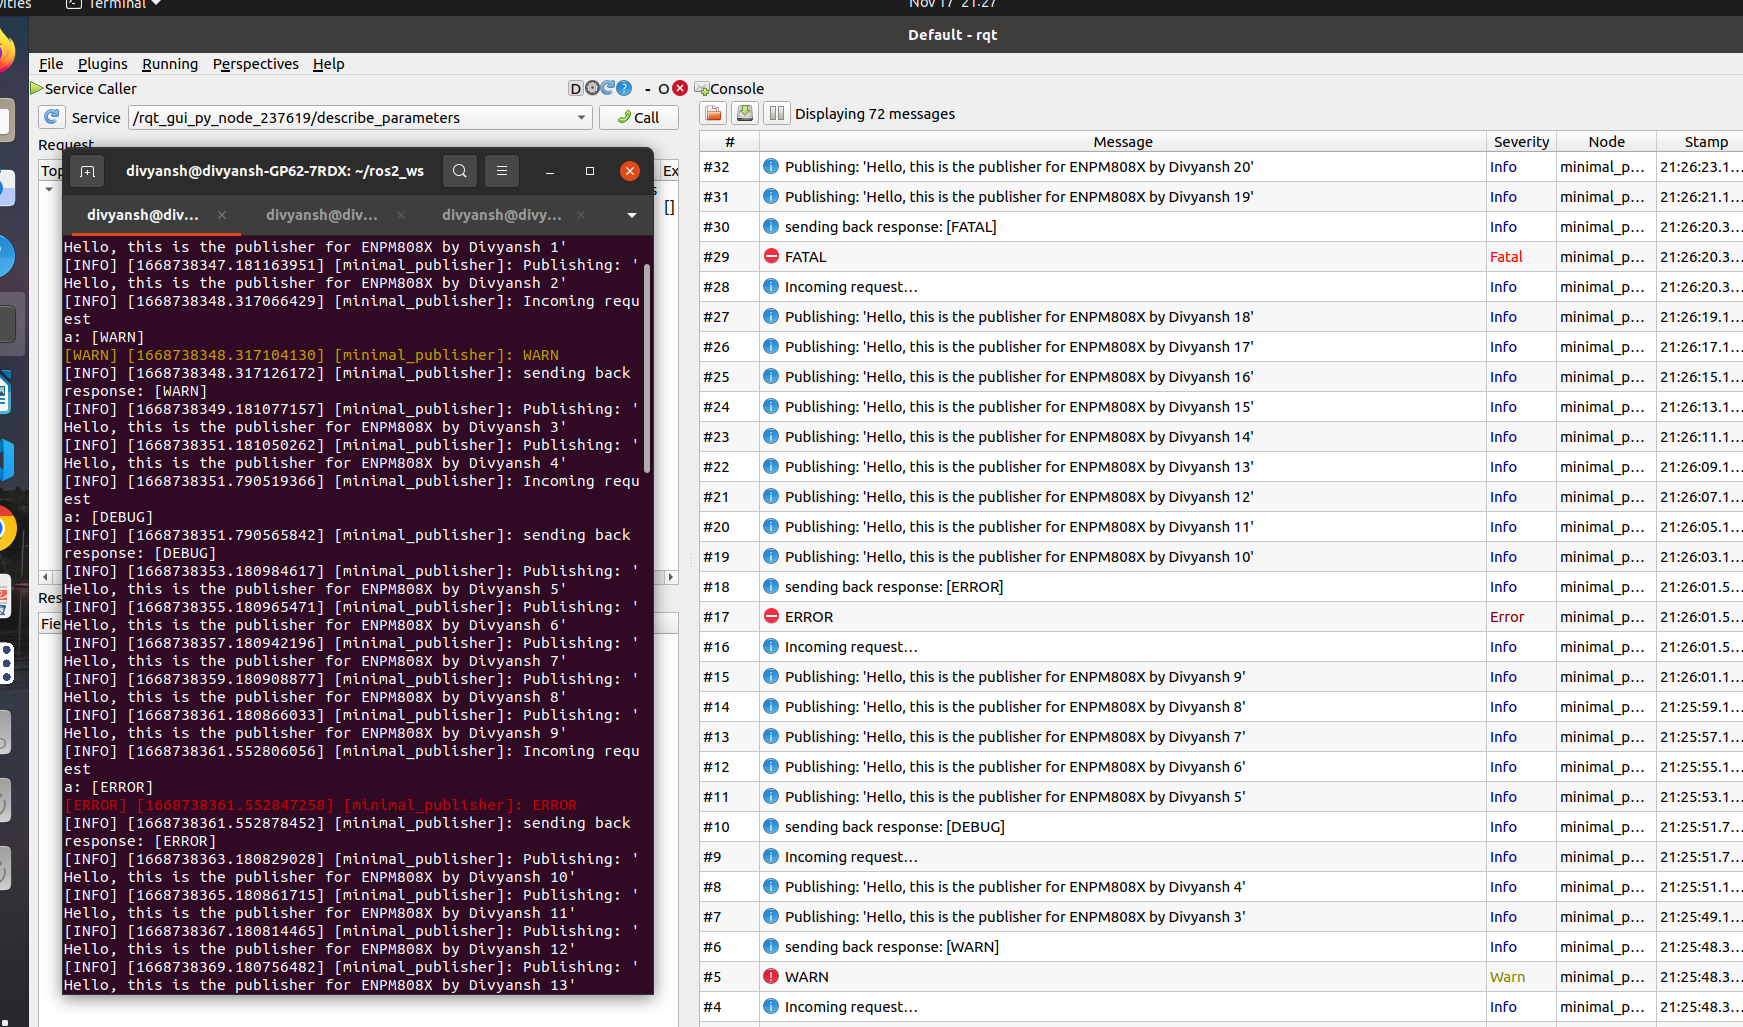 Terminal
Nov 17 21:27
Default - rqt
File Plugins Running Perspectives Help
Service Caller
D
- O
Console
Service /rqt_gui_py_node_237619/describe_parameters Call
Displaying 72 messages
Request
divyansh@divyansh-GP62-7RDX: ~/ros2_ws
divyansh@div... divyansh@div... divyansh@divy...
[]
Hello, this is the publisher for ENPM808X by Divyansh 1'
[INFO] [1668738347.181163951] [minimal_publisher]: Publishing: '
Hello, this is the publisher for ENPM808X by Divyansh 2'
[INFO] [1668738348.317066429] [minimal_publisher]: Incoming requ
est
a: [WARN]
[WARN] [1668738348.317104130] [minimal_publisher]: WARN
[INFO] [1668738348.317126172] [minimal_publisher]: sending back
response: [WARN]
[INFO] [1668738349.181077157] [minimal_publisher]: Publishing: '
Hello, this is the publisher for ENPM808X by Divyansh 3'
[INFO] [1668738351.181050262] [minimal_publisher]: Publishing: '
Hello, this is the publisher for ENPM808X by Divyansh 4'
[INFO] [1668738351.790519366] [minimal_publisher]: Incoming requ
est
a: [DEBUG]
[INFO] [1668738351.790565842] [minimal_publisher]: sending back
response: [DEBUG]
[INFO] [1668738353.180984617] [minimal_publisher]: Publishing: '
Hello, this is the publisher for ENPM808X by Divyansh 5'
[INFO] [1668738355.180965471] [minimal_publisher]: Publishing: '
Hello, this is the publisher for ENPM808X by Divyansh 6'
[INFO] [1668738357.180942196] [minimal_publisher]: Publishing: '
Hello, this is the publisher for ENPM808X by Divyansh 7'
[INFO] [1668738359.180908877] [minimal_publisher]: Publishing: '
Hello, this is the publisher for ENPM808X by Divyansh 8'
[INFO] [1668738361.180866033] [minimal_publisher]: Publishing: '
Hello, this is the publisher for ENPM808X by Divyansh 9'
[INFO] [1668738361.552806056] [minimal_publisher]: Incoming requ
est
a: [ERROR]
[ERROR] [1668738361.552847258] [minimal_publisher]: ERROR
[INFO] [1668738361.552878452] [minimal_publisher]: sending back
response: [ERROR]
[INFO] [1668738363.180829028] [minimal_publisher]: Publishing: '
Hello, this is the publisher for ENPM808X by Divyansh 10'
[INFO] [1668738365.180861715] [minimal_publisher]: Publishing: '
Hello, this is the publisher for ENPM808X by Divyansh 11'
[INFO] [1668738367.180814465] [minimal_publisher]: Publishing: '
Hello, this is the publisher for ENPM808X by Divyansh 12'
[INFO] [1668738369.180756482] [minimal_publisher]: Publishing: '
Hello, this is the publisher for ENPM808X by Divyansh 13'
# Message Severity Node Stamp
#32 Publishing: 'Hello, this is the publisher for ENPM808X by Divyansh 20' Info minimal_p... 21:26:23.1...
#31 Publishing: 'Hello, this is the publisher for ENPM808X by Divyansh 19' Info minimal_p... 21:26:21.1...
#30 sending back response: [FATAL] Info minimal_p... 21:26:20.3...
#29 FATAL Fatal minimal_p... 21:26:20.3...
#28 Incoming request... Info minimal_p... 21:26:20.3...
#27 Publishing: 'Hello, this is the publisher for ENPM808X by Divyansh 18' Info minimal_p... 21:26:19.1...
#26 Publishing: 'Hello, this is the publisher for ENPM808X by Divyansh 17' Info minimal_p... 21:26:17.1...
#25 Publishing: 'Hello, this is the publisher for ENPM808X by Divyansh 16' Info minimal_p... 21:26:15.1...
#24 Publishing: 'Hello, this is the publisher for ENPM808X by Divyansh 15' Info minimal_p... 21:26:13.1...
#23 Publishing: 'Hello, this is the publisher for ENPM808X by Divyansh 14' Info minimal_p... 21:26:11.1...
#22 Publishing: 'Hello, this is the publisher for ENPM808X by Divyansh 13' Info minimal_p... 21:26:09.1...
#21 Publishing: 'Hello, this is the publisher for ENPM808X by Divyansh 12' Info minimal_p... 21:26:07.1...
#20 Publishing: 'Hello, this is the publisher for ENPM808X by Divyansh 11' Info minimal_p... 21:26:05.1...
#19 Publishing: 'Hello, this is the publisher for ENPM808X by Divyansh 10' Info minimal_p... 21:26:03.1...
#18 sending back response: [ERROR] Info minimal_p... 21:26:01.5...
#17 ERROR Error minimal_p... 21:26:01.5...
#16 Incoming request... Info minimal_p... 21:26:01.5...
#15 Publishing: 'Hello, this is the publisher for ENPM808X by Divyansh 9' Info minimal_p... 21:26:01.1...
#14 Publishing: 'Hello, this is the publisher for ENPM808X by Divyansh 8' Info minimal_p... 21:25:59.1...
#13 Publishing: 'Hello, this is the publisher for ENPM808X by Divyansh 7' Info minimal_p... 21:25:57.1...
#12 Publishing: 'Hello, this is the publisher for ENPM808X by Divyansh 6' Info minimal_p... 21:25:55.1...
#11 Publishing: 'Hello, this is the publisher for ENPM808X by Divyansh 5' Info minimal_p... 21:25:53.1...
#10 sending back response: [DEBUG] Info minimal_p... 21:25:51.7...
#9 Incoming request... Info minimal_p... 21:25:51.7...
#8 Publishing: 'Hello, this is the publisher for ENPM808X by Divyansh 4' Info minimal_p... 21:25:51.1...
#7 Publishing: 'Hello, this is the publisher for ENPM808X by Divyansh 3' Info minimal_p... 21:25:49.1...
#6 sending back response: [WARN] Info minimal_p... 21:25:48.3...
#5 WARN Warn minimal_p... 21:25:48.3...
#4 Incoming request... Info minimal_p... 21:25:48.3...